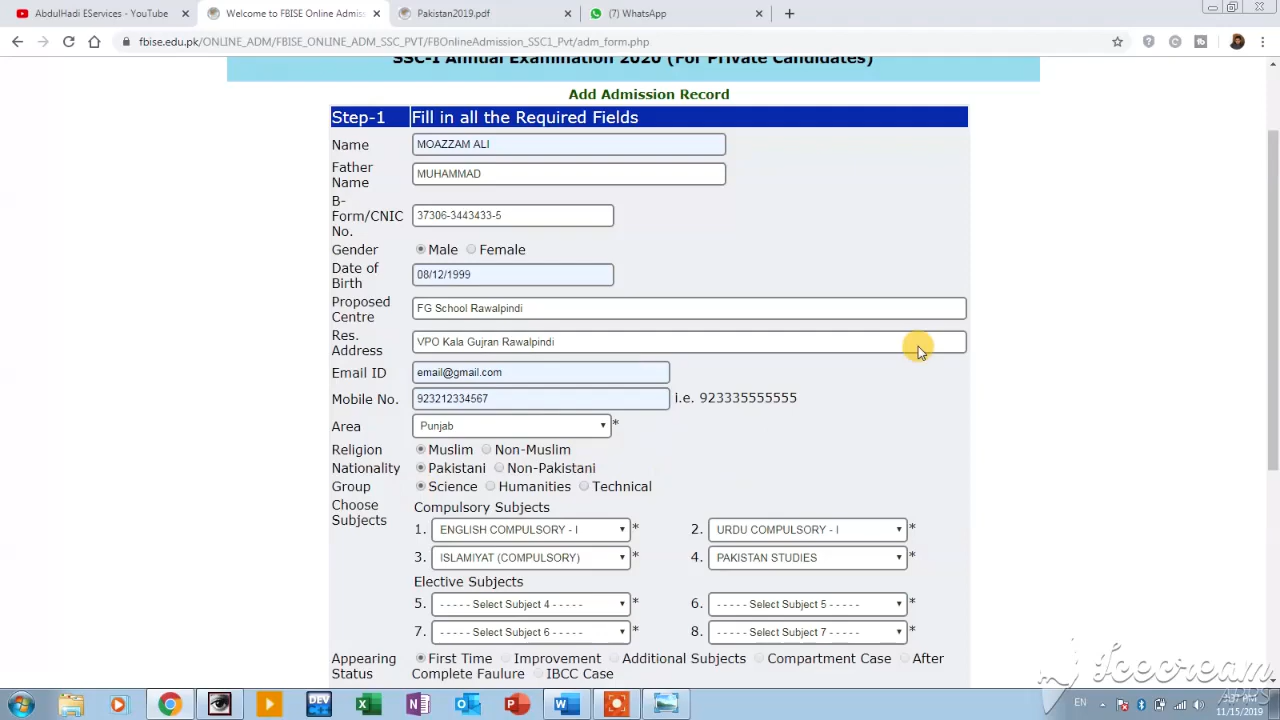 AbdulHadi EServices - YouTube
Welcome to FBISE Online Admis
Pakistan2019.pdf
(7) WhatsApp
fbise.edu.pk/ONLINE_ADM/FBISE_ONLINE_ADM_SSC_PVT/FBOnlineAdmission_SSC1_Pvt/adm_form.php
SSC-I Annual Examination 2020 (For Private Candidates)
Add Admission Record
Step-1 Fill in all the Required Fields
Name MOAZZAM ALI
Father Name MUHAMMAD
B-Form/CNIC No. 37306-3443433-5
Gender Male Female
Date of Birth 08/12/1999
Proposed Centre FG School Rawalpindi
Res. Address VPO Kala Gujran Rawalpindi
Email ID email@gmail.com
Mobile No. 923212334567 i.e. 923335555555
Area Punjab *
Religion Muslim Non-Muslim
Nationality Pakistani Non-Pakistani
Group Science Humanities Technical
Choose Subjects Compulsory Subjects
1. ENGLISH COMPULSORY - I * 2. URDU COMPULSORY - I *
3. ISLAMIYAT (COMPULSORY) * 4. PAKISTAN STUDIES *
Elective Subjects
5. - - - - - Select Subject 4 - - - - - * 6. - - - - - Select Subject 5 - - - - - *
7. - - - - - Select Subject 6 - - - - - * 8. - - - - - Select Subject 7 - - - - - *
Appearing Status First Time Improvement Additional Subjects Compartment Case After
Complete Faliure IBCC Case
Icecream
APPS
DEV
EN
11/15/2019